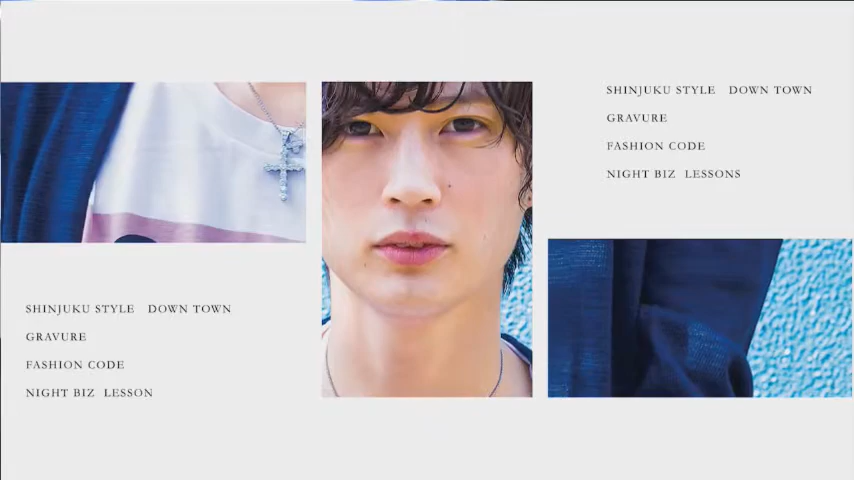 SHINJUKU STYLE DOWN TOWN
GRAVURE
FASHION CODE
NIGHT BIZ LESSONS
SHINJUKU STYLE DOWN TOWN
GRAVURE
FASHION CODE
NIGHT BIZ LESSON